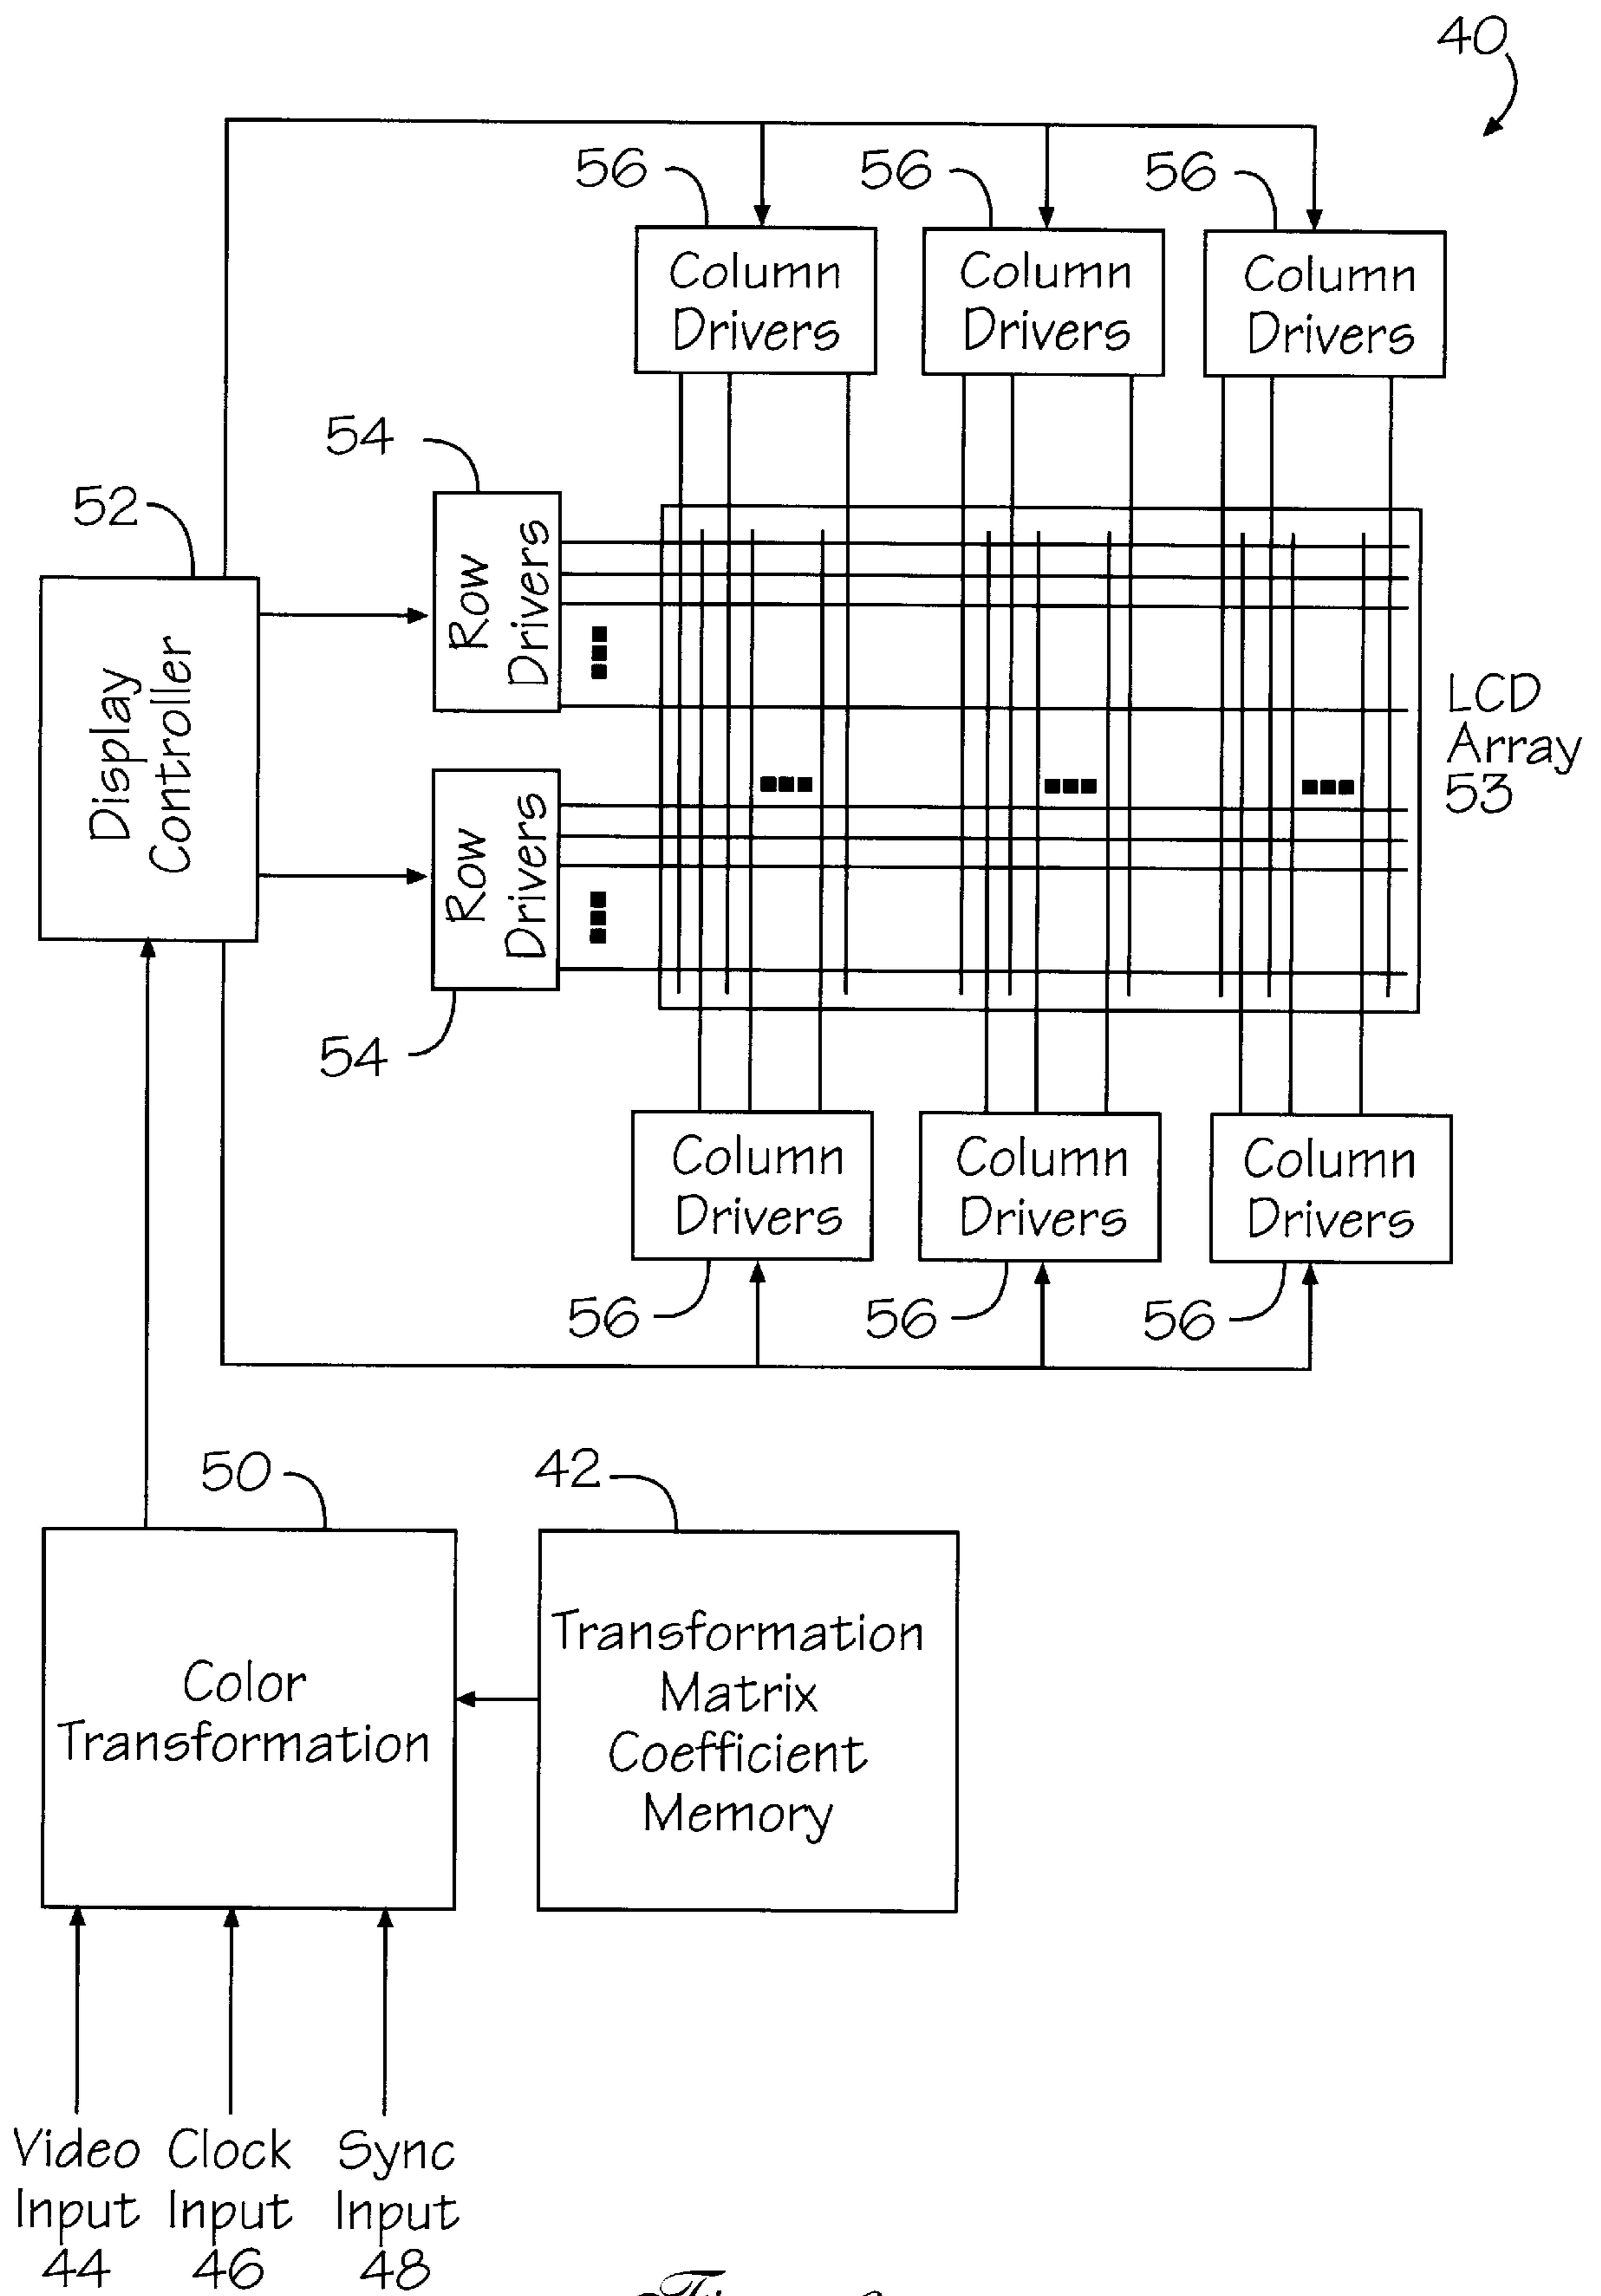 40
56
56
56
Column
Drivers
Column
Drivers
Column
Drivers
54
52
Row
Drivers
Display
Controller
LCD
Array
53
Row
Drivers
54
Column
Drivers
Column
Drivers
Column
Drivers
56
56
56
50
42
Color
Transformation
Transformation
Matrix
Coefficient
Memory
Video
Input
44
Clock
Input
46
Sync
Input
48